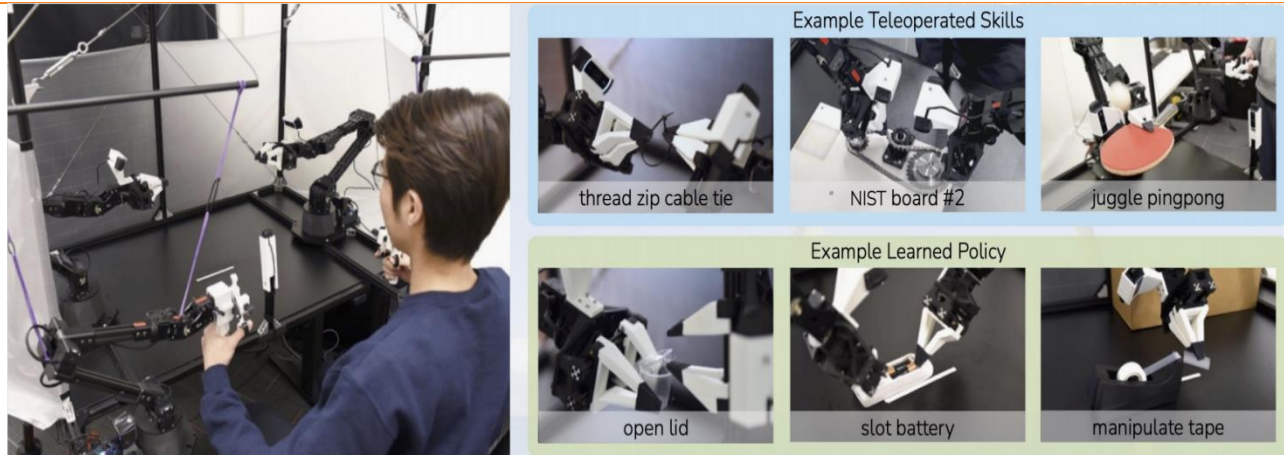 Example Teleoperated Skills
thread zip cable tie
NIST board #2
juggle pingpong
Example Learned Policy
open lid
slot battery
manipulate tape